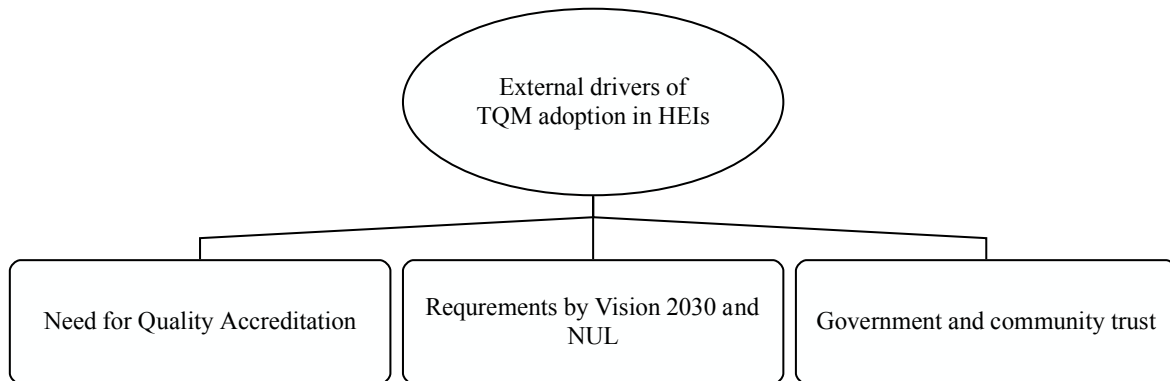 External drivers of
TQM adoption in HEIs
Need for Quality Accreditation
Requrements by Vision 2030 and
NUL
Government and community trust